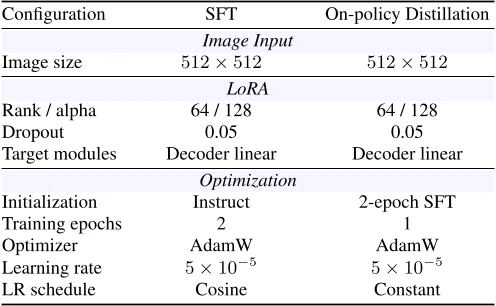 Configuration SFT On-policy Distillation
Image Input
Image size 512 × 512 512 × 512
LoRA
Rank / alpha 64 / 128 64 / 128
Dropout 0.05 0.05
Target modules Decoder linear Decoder linear
Optimization
Initialization Instruct 2-epoch SFT
Training epochs 2 1
Optimizer AdamW AdamW
Learning rate 5 × 10⁻⁵ 5 × 10⁻⁵
LR schedule Cosine Constant